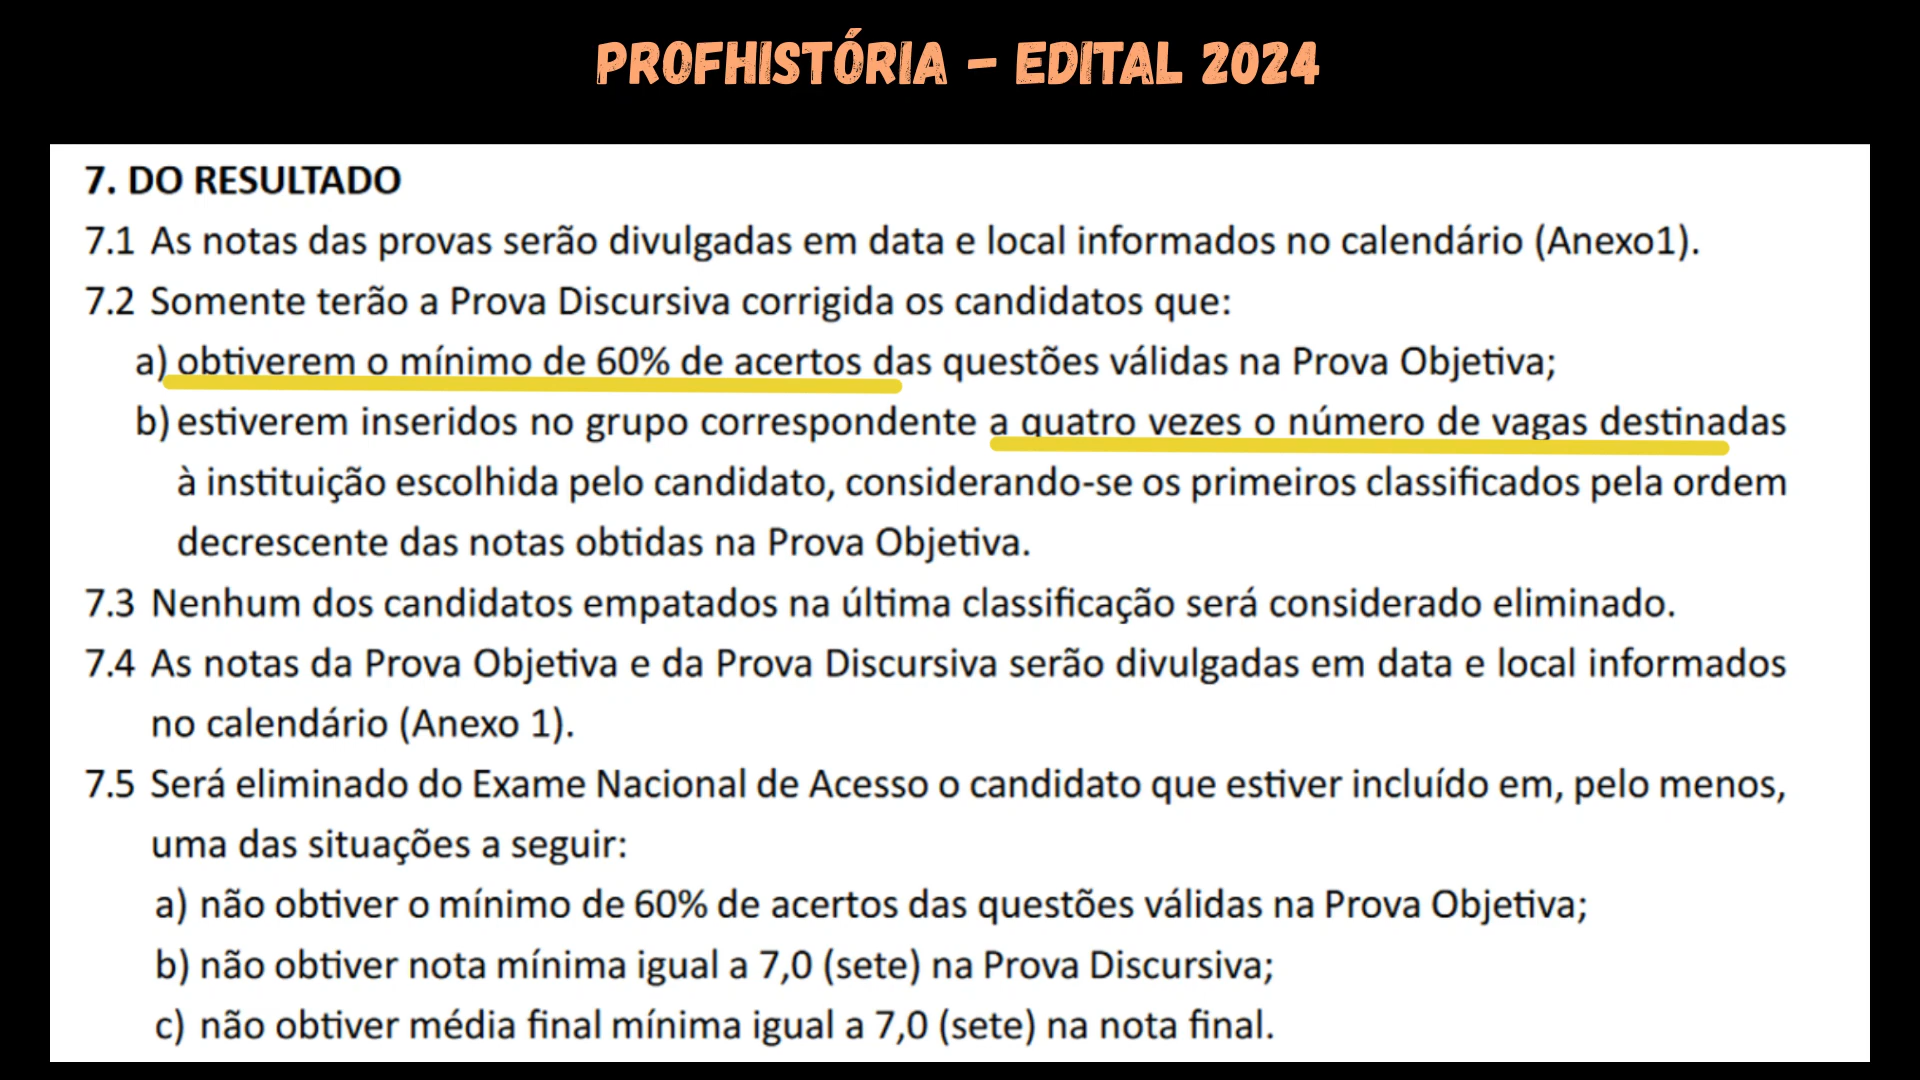 PROFHISTÓRIA – EDITAL 2024
7. DO RESULTADO
7.1 As notas das provas serão divulgadas em data e local informados no calendário (Anexo1).
7.2 Somente terão a Prova Discursiva corrigida os candidatos que:
a) obtiverem o mínimo de 60% de acertos das questões válidas na Prova Objetiva;
b) estiverem inseridos no grupo correspondente a quatro vezes o número de vagas destinadas
à instituição escolhida pelo candidato, considerando-se os primeiros classificados pela ordem
decrescente das notas obtidas na Prova Objetiva.
7.3 Nenhum dos candidatos empatados na última classificação será considerado eliminado.
7.4 As notas da Prova Objetiva e da Prova Discursiva serão divulgadas em data e local informados
no calendário (Anexo 1).
7.5 Será eliminado do Exame Nacional de Acesso o candidato que estiver incluído em, pelo menos,
uma das situações a seguir:
a) não obtiver o mínimo de 60% de acertos das questões válidas na Prova Objetiva;
b) não obtiver nota mínima igual a 7,0 (sete) na Prova Discursiva;
c) não obtiver média final mínima igual a 7,0 (sete) na nota final.